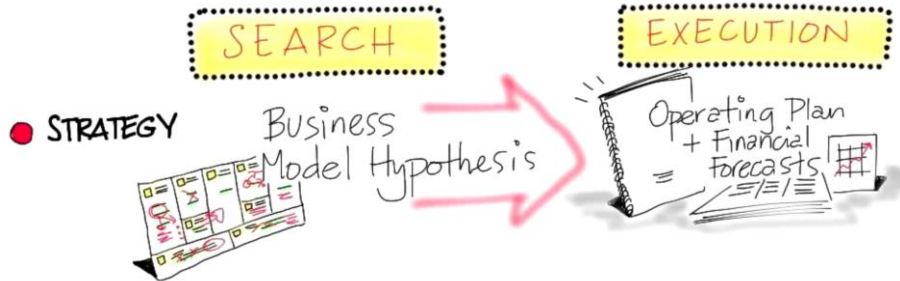 SEARCH
EXECUTION
STRATEGY
Business
Model Hypothesis
Operating Plan
+ Financial
Forecasts